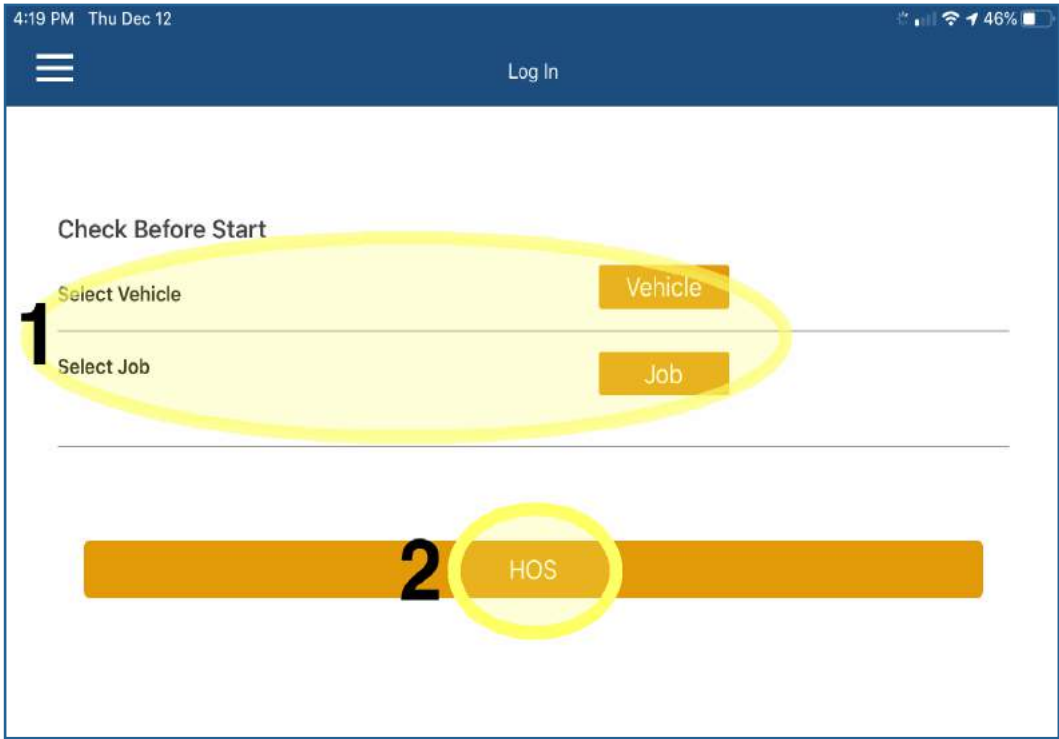 4:19 PM Thu Dec 12 46%
Log In
Check Before Start
Select Vehicle Vehicle
1
Select Job Job
2 HOS